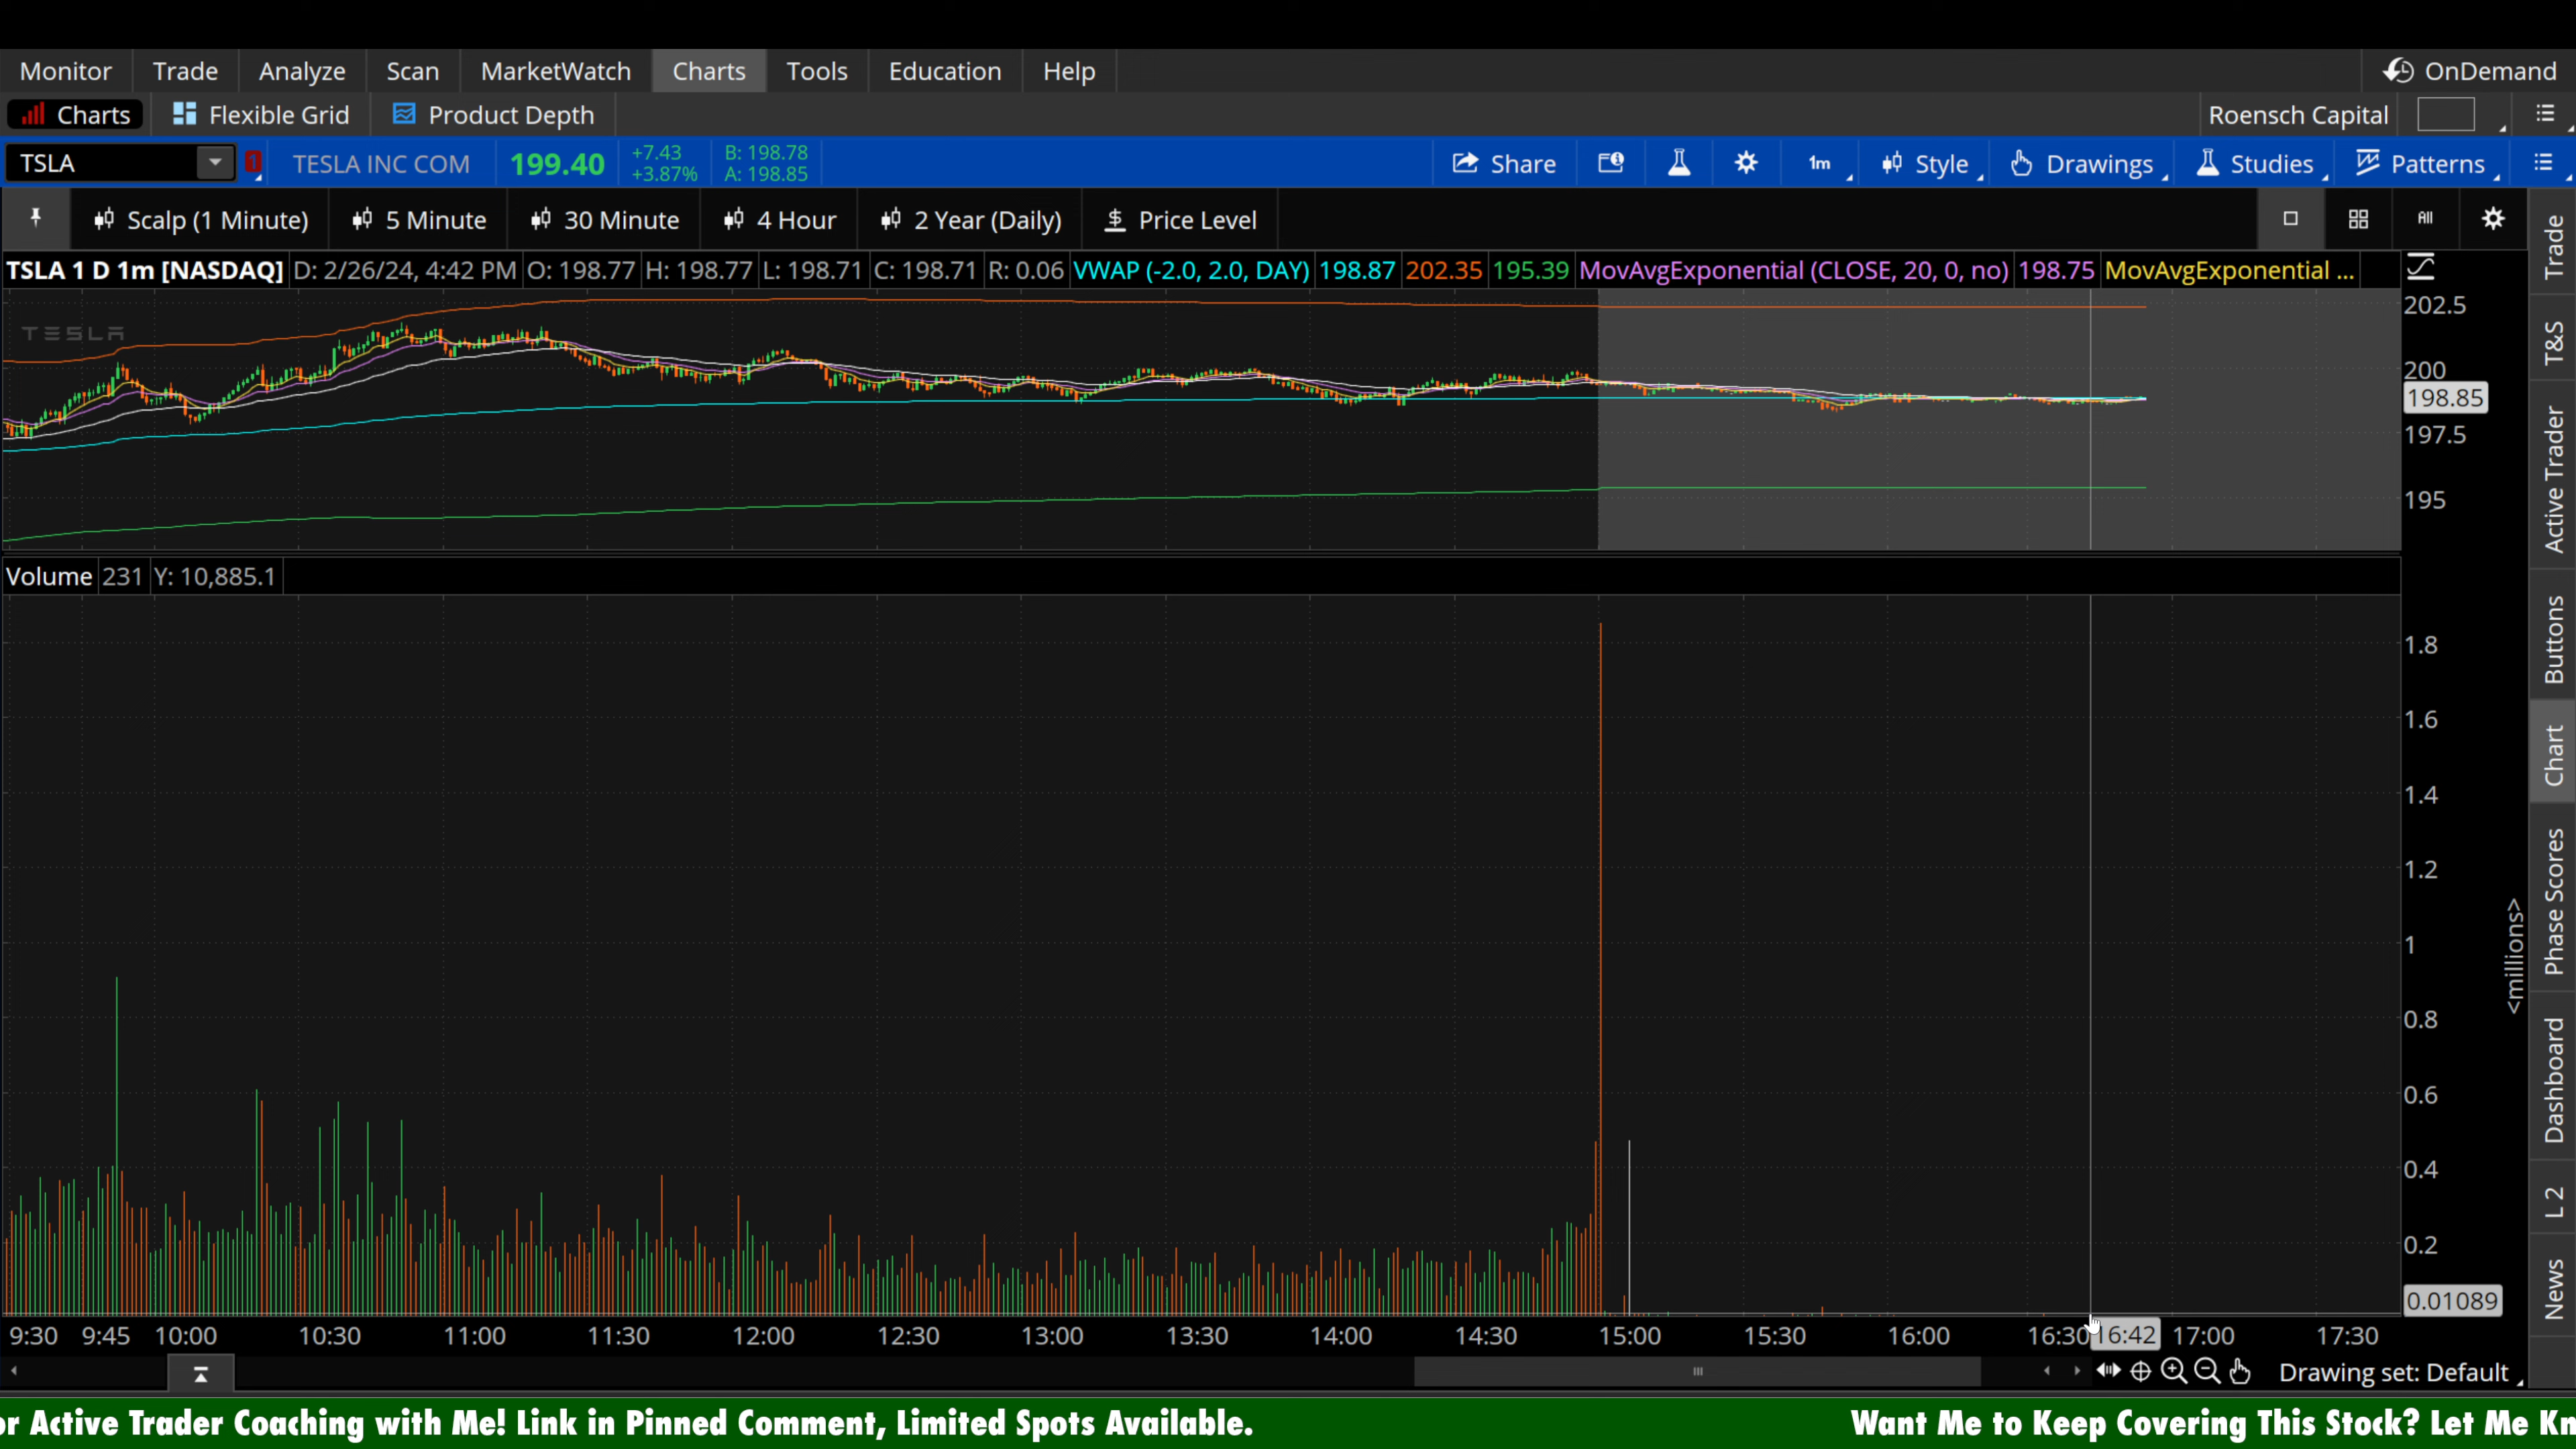 Monitor Trade Analyze Scan MarketWatch Charts Tools Education Help OnDemand
Charts Flexible Grid Product Depth Roensch Capital
TSLA 1 TESLA INC COM 199.40 +7.43 B: 198.78 Share 1m Style Drawings Studies Patterns
+3.87% A: 198.85
Scalp (1 Minute) 5 Minute 30 Minute 4 Hour 2 Year (Daily) $ Price Level All
TSLA 1 D 1m [NASDAQ] D: 2/26/24, 4:42 PM O: 198.77 H: 198.77 L: 198.71 C: 198.71 R: 0.06 VWAP (-2.0, 2.0, DAY) 198.87 202.35 195.39 MovAvgExponential (CLOSE, 20, 0, no) 198.75 MovAvgExponential ...
TESLA
202.5
200
198.85
197.5
195
Volume 231 Y: 10,885.1
1.8
1.6
1.4
1.2
1
0.8
0.6
0.4
0.2
0.01089
<millions>
9:30 9:45 10:00 10:30 11:00 11:30 12:00 12:30 13:00 13:30 14:00 14:30 15:00 15:30 16:00 16:30 16:42 17:00 17:30
Drawing set: Default
Trade
T&S
Active Trader
Buttons
Chart
Phase Scores
Dashboard
L 2
News
or Active Trader Coaching with Me! Link in Pinned Comment, Limited Spots Available. Want Me to Keep Covering This Stock? Let Me Kn